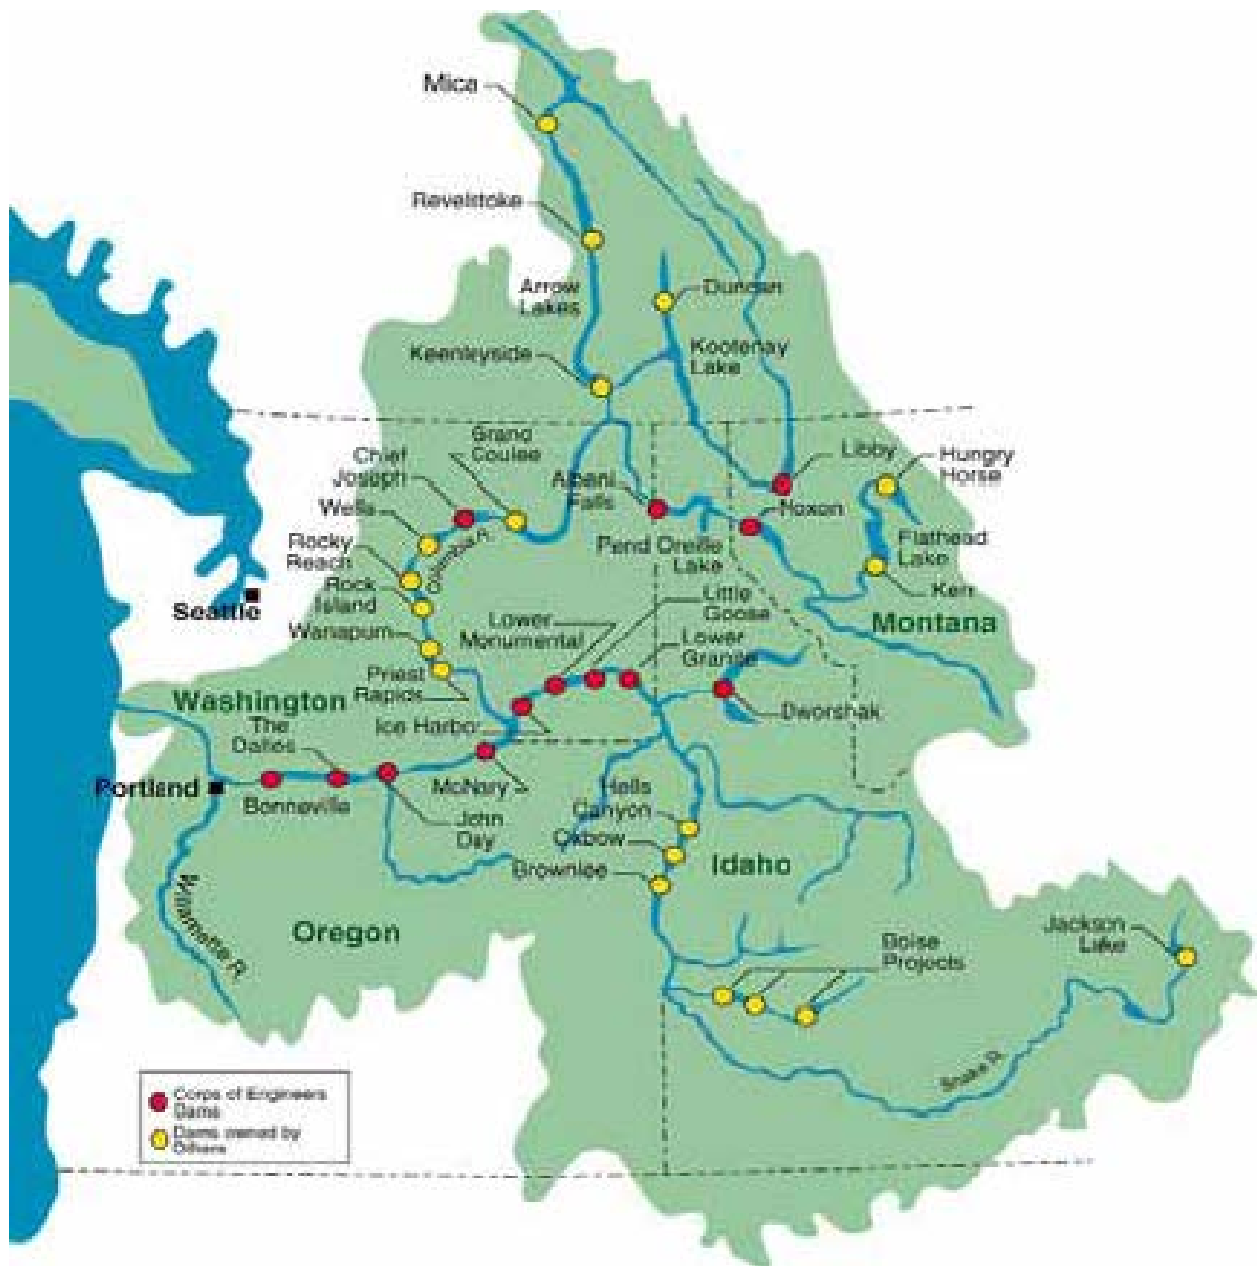 Mica
Revelstoke
Arrow
Lakes
Duncan
Keenleyside
Kootenay
Lake
Grand
Coulee
Chief
Joseph
Albani
Falls
Libby
Hungry
Horse
Wells
Noxon
Columbia R.
Rocky
Reach
Pend Oreille
Lake
Flathead
Lake
Rock
Island
Kerr
Seattle
Little
Goose
Lower
Monumental
Montana
Wanapum
Lower
Granite
Priest
Rapids
Washington
Ice Harbor
Dworshak
The
Dalles
Portland
Bonneville
McNary
Hells
Canyon
John
Day
Oxbow
Brownlee
Idaho
Willamette R.
Oregon
Boise
Projects
Jackson
Lake
Snake R.
Corps of Engineers
Dams
Dams owned by
Others